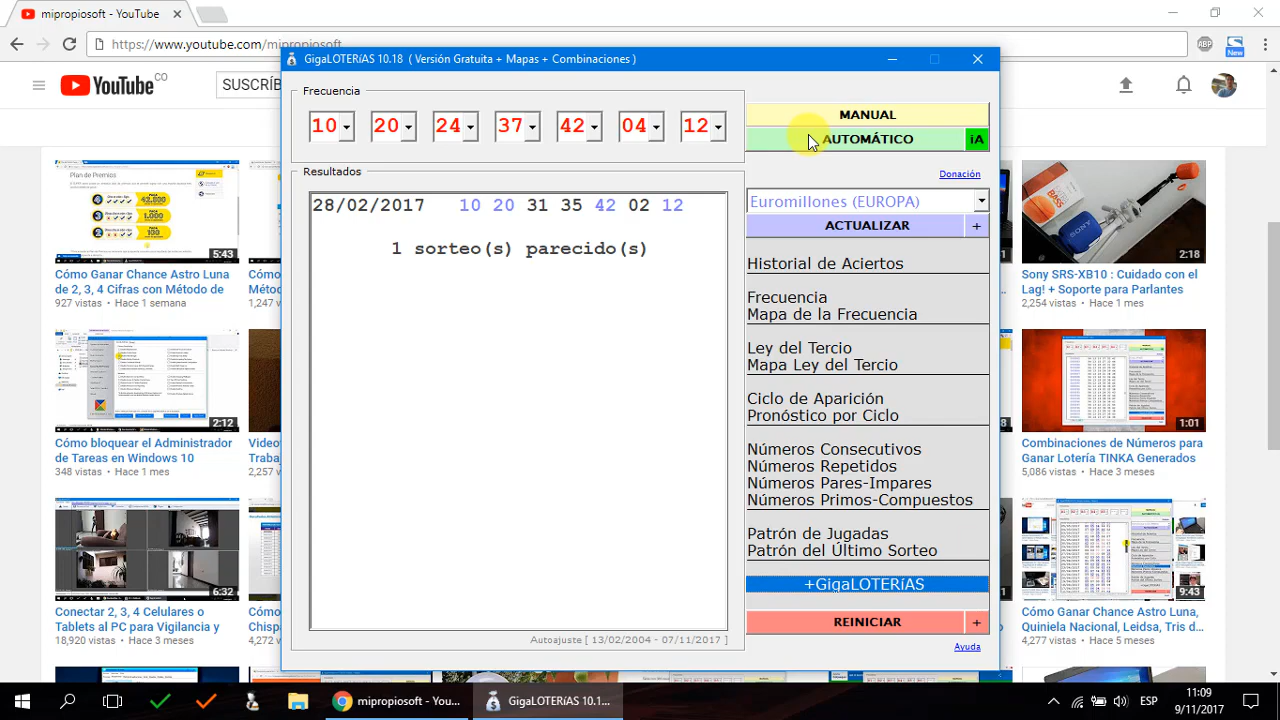 mipropiosoft - YouTube
https://www.youtube.com/mipropiosoft
ABP
New
YouTube CO
SUSCRÍB
GigaLOTERíAS 10.18 ( Versión Gratuita + Mapas + Combinaciones )
Frecuencia
10 20 24 37 42 04 12
Resultados
28/02/2017 10 20 31 35 42 02 12
1 sorteo(s) parecido(s)
Autoajuste [ 13/02/2004 - 07/11/2017 ]
MANUAL
AUTOMÁTICO iA
Donación
Euromillones (EUROPA)
ACTUALIZAR +
Historial de Aciertos
Frecuencia
Mapa de la Frecuencia
Ley del Tercio
Mapa Ley del Tercio
Ciclo de Aparición
Pronóstico por Ciclo
Números Consecutivos
Números Repetidos
Números Pares-Impares
Números Primos-Compuestos
Patrón de Jugadas
Patrón del Último Sorteo
+GigaLOTERíAS
REINICIAR +
Ayuda
Plan de Premios
5:43
Cómo Ganar Chance Astro Luna
de 2, 3, 4 Cifras con Método de
927 vistas • Hace 1 semana
Cómo
Hast
1,247 v
2:18
Sony SRS-XB10 : Cuidado con el
Lag! + Soporte para Parlantes
2,254 vistas • Hace 1 mes
2:12
Cómo bloquear el Administrador
de Tareas en Windows 10
348 vistas • Hace 1 mes
Video
Traba
2,257
1:01
Combinaciones de Números para
Ganar Lotería TINKA Generados
5,086 vistas • Hace 3 meses
6:32
Conectar 2, 3, 4 Celulares o
Tablets al PC para Vigilancia y
18,920 vistas • Hace 3 meses
Cómo
Chisp
132 v
9:43
Cómo Ganar Chance Astro Luna,
Quiniela Nacional, Leidsa, Tris d...
4,277 vistas • Hace 5 meses
mipropiosoft - You...
GigaLOTERíAS 10.1...
ESP
11:09
9/11/2017